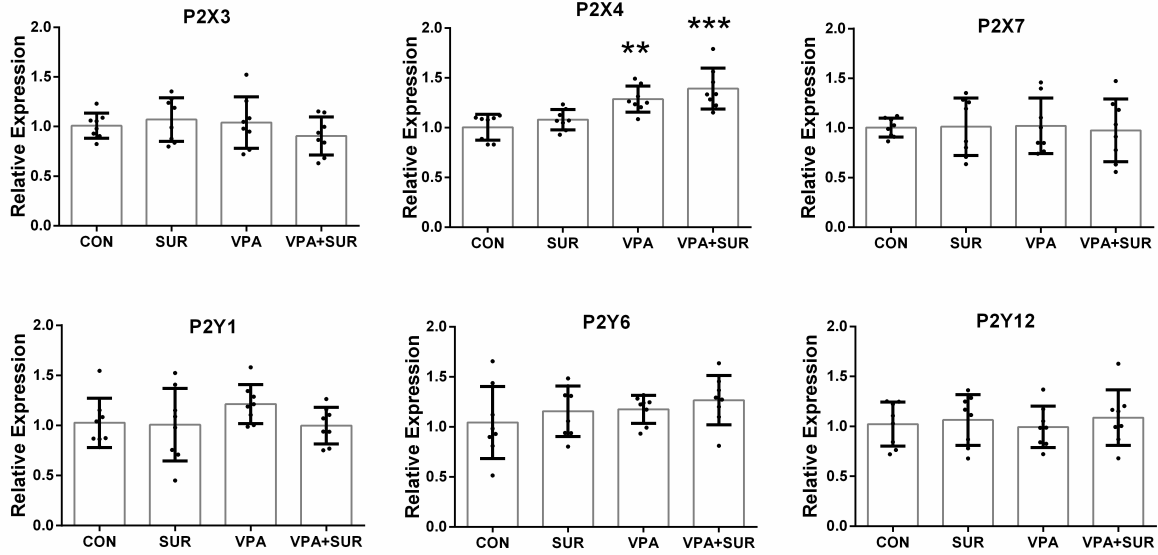 P2X3
Relative Expression
2.0
1.5
1.0
0.5
0.0
CON SUR VPA VPA+SUR
P2X4
Relative Expression
2.0
1.5
1.0
0.5
0.0
**
***
CON SUR VPA VPA+SUR
P2X7
Relative Expression
2.0
1.5
1.0
0.5
0.0
CON SUR VPA VPA+SUR
P2Y1
Relative Expression
2.0
1.5
1.0
0.5
0.0
CON SUR VPA VPA+SUR
P2Y6
Relative Expression
2.0
1.5
1.0
0.5
0.0
CON SUR VPA VPA+SUR
P2Y12
Relative Expression
2.0
1.5
1.0
0.5
0.0
CON SUR VPA VPA+SUR